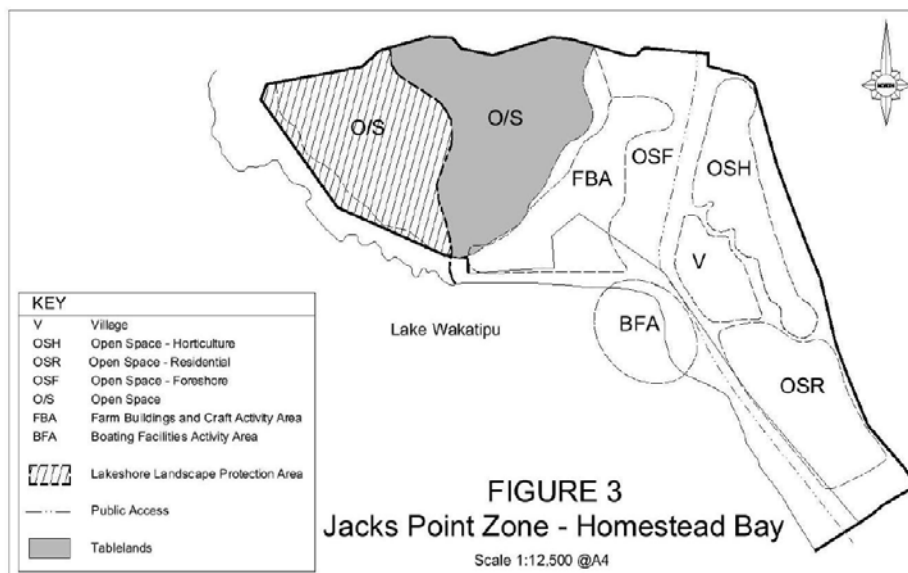 O/S
O/S
FBA
OSF
OSH
V
BFA
OSR
Lake Wakatipu
KEY
V Village
OSH Open Space - Horticulture
OSR Open Space - Residential
OSF Open Space - Foreshore
O/S Open Space
FBA Farm Buildings and Craft Activity Area
BFA Boating Facilities Activity Area
Lakeshore Landscape Protection Area
Public Access
Tablelands
FIGURE 3
Jacks Point Zone - Homestead Bay
Scale 1:12,500 @A4